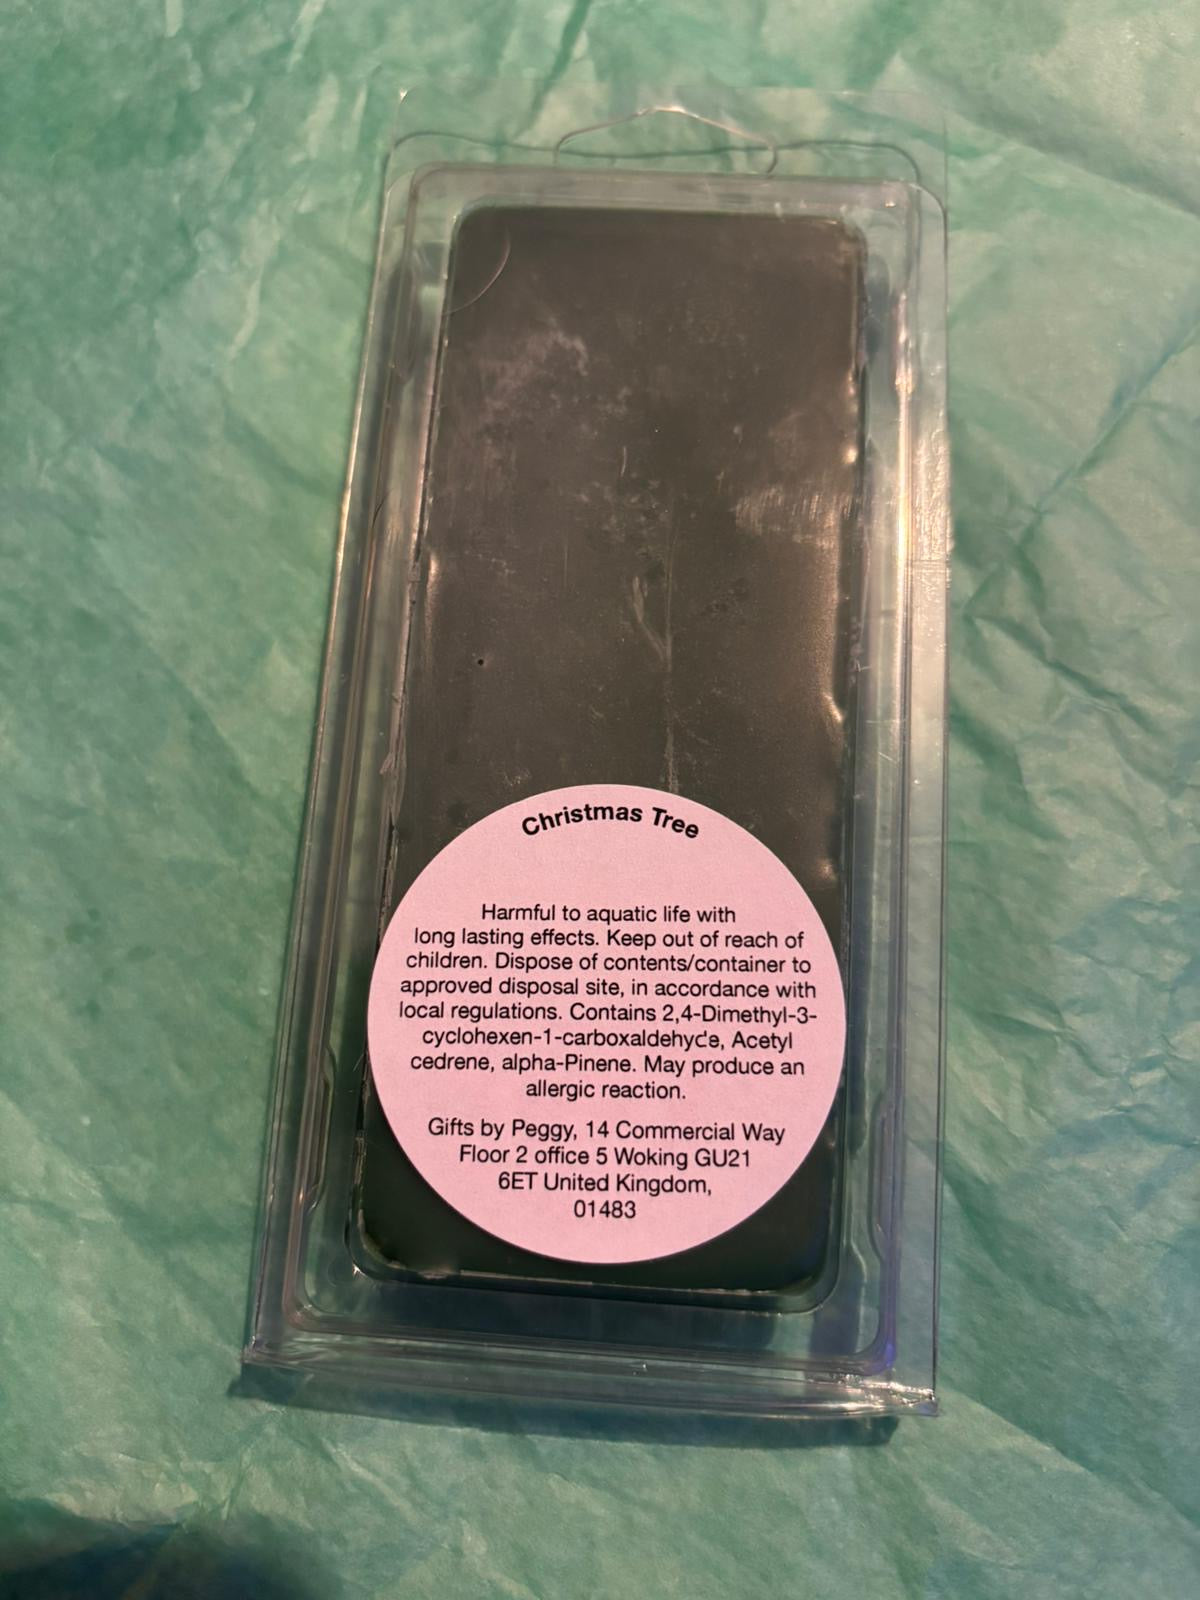 Christmas Tree
Harmful to aquatic life with
long lasting effects. Keep out of reach of
children. Dispose of contents/container to
approved disposal site, in accordance with
local regulations. Contains 2,4-Dimethyl-3-
cyclohexen-1-carboxaldehyde, Acetyl
cedrene, alpha-Pinene. May produce an
allergic reaction.
Gifts by Peggy, 14 Commercial Way
Floor 2 office 5 Woking GU21
6ET United Kingdom,
01483